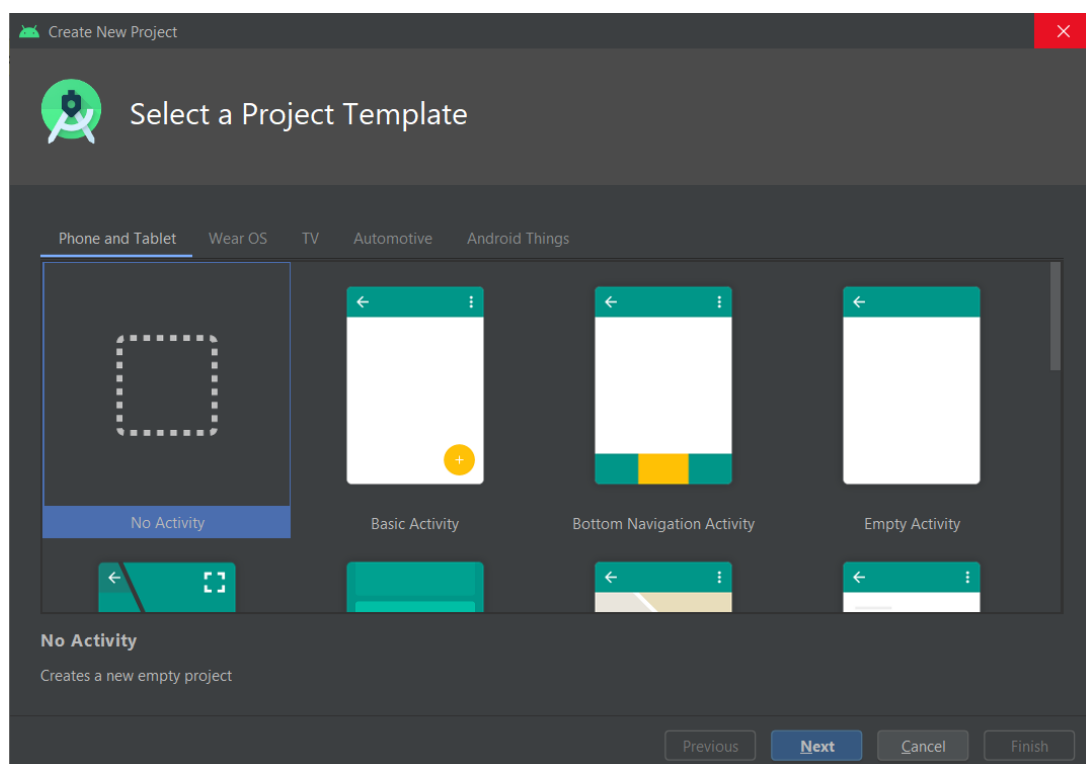 Create New Project
Select a Project Template
Phone and Tablet Wear OS TV Automotive Android Things
No Activity Basic Activity Bottom Navigation Activity Empty Activity
No Activity
Creates a new empty project
Previous Next Cancel Finish